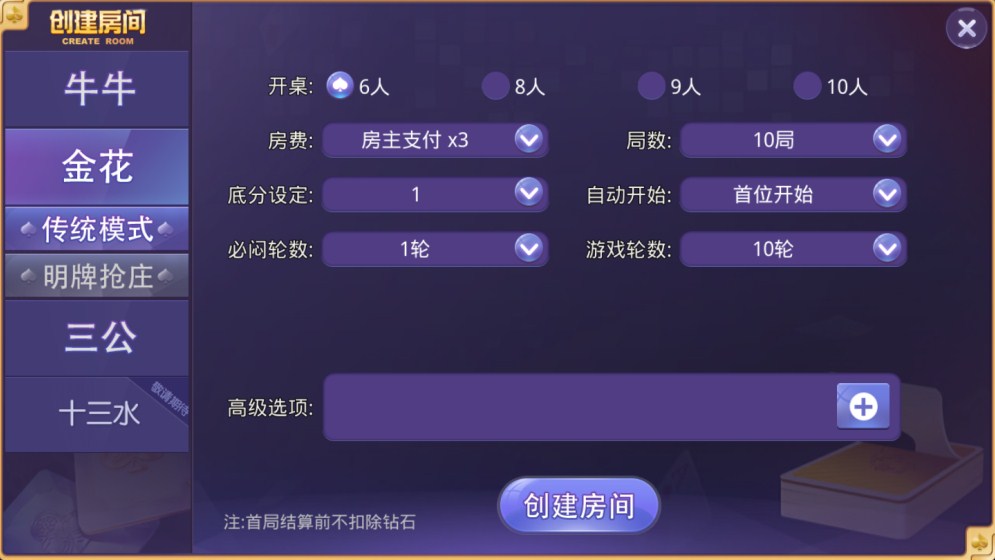 创建房间
CREATE ROOM
牛牛
金花
传统模式
明牌抢庄
三公
十三水
敬请期待
开桌: 6人 8人 9人 10人
房费: 房主支付 x3 局数: 10局
底分设定: 1 自动开始: 首位开始
必闷轮数: 1轮 游戏轮数: 10轮
高级选项:
创建房间
注:首局结算前不扣除钻石